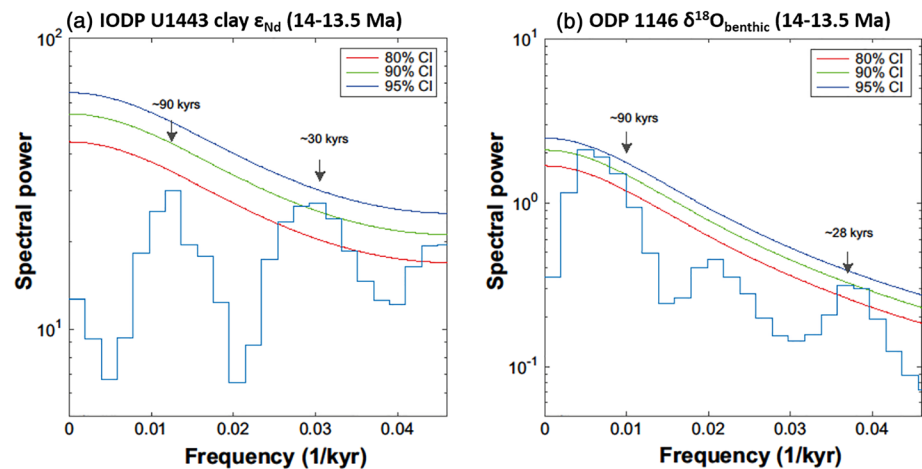 (a) IODP U1443 clay εNd (14-13.5 Ma)
10²
10¹
Spectral power
~90 kyrs
~30 kyrs
80% CI
90% CI
95% CI
0
0.01
0.02
0.03
0.04
Frequency (1/kyr)
(b) ODP 1146 δ¹⁸Obenthic (14-13.5 Ma)
10¹
10⁰
10⁻¹
Spectral power
~90 kyrs
~28 kyrs
80% CI
90% CI
95% CI
0
0.01
0.02
0.03
0.04
Frequency (1/kyr)